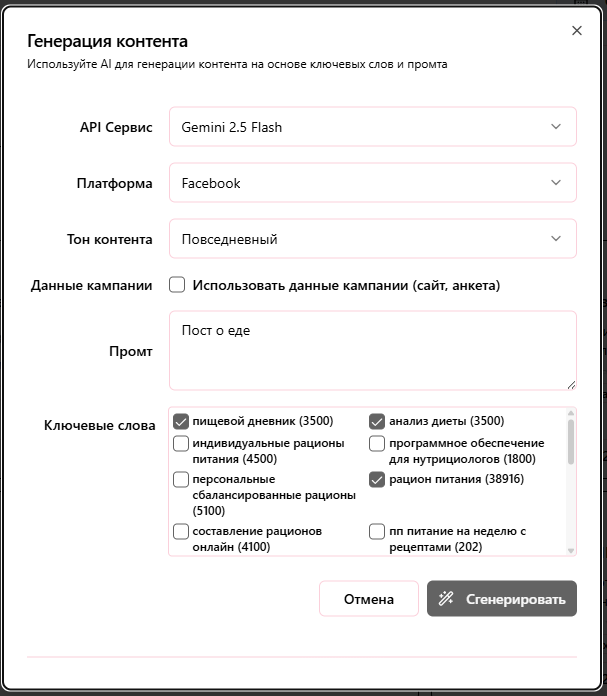 Генерация контента
Используйте AI для генерации контента на основе ключевых слов и промта
API Сервис
Gemini 2.5 Flash
Платформа
Facebook
Тон контента
Повседневный
Данные кампании
Использовать данные кампании (сайт, анкета)
Промт
Пост о еде
Ключевые слова
пищевой дневник (3500)
анализ диеты (3500)
индивидуальные рационы
питания (4500)
программное обеспечение
для нутрициологов (1800)
персональные
сбалансированные рационы
(5100)
рацион питания (38916)
составление рационов
онлайн (4100)
пп питание на неделю с
рецептами (202)
Отмена
Сгенерировать